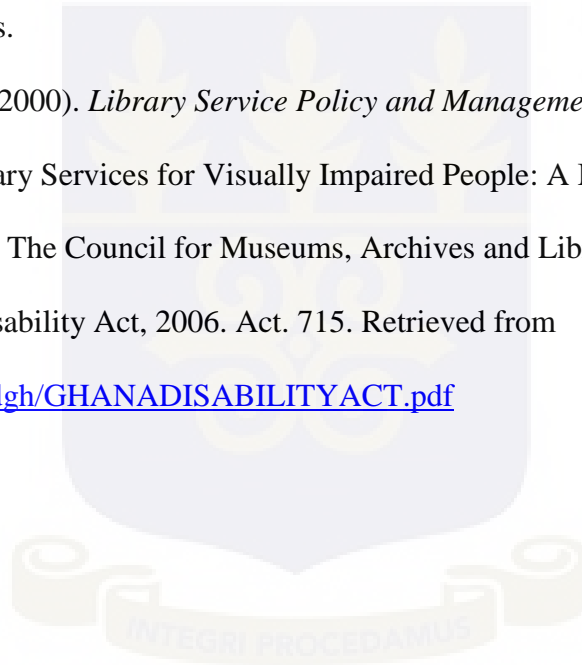 s.
2000). Library Service Policy and Manageme
ary Services for Visually Impaired People: A
The Council for Museums, Archives and Lib
sability Act, 2006. Act. 715. Retrieved from
dgh/GHANADISABILITYACT.pdf
INTEGRI PROCEDAMUS